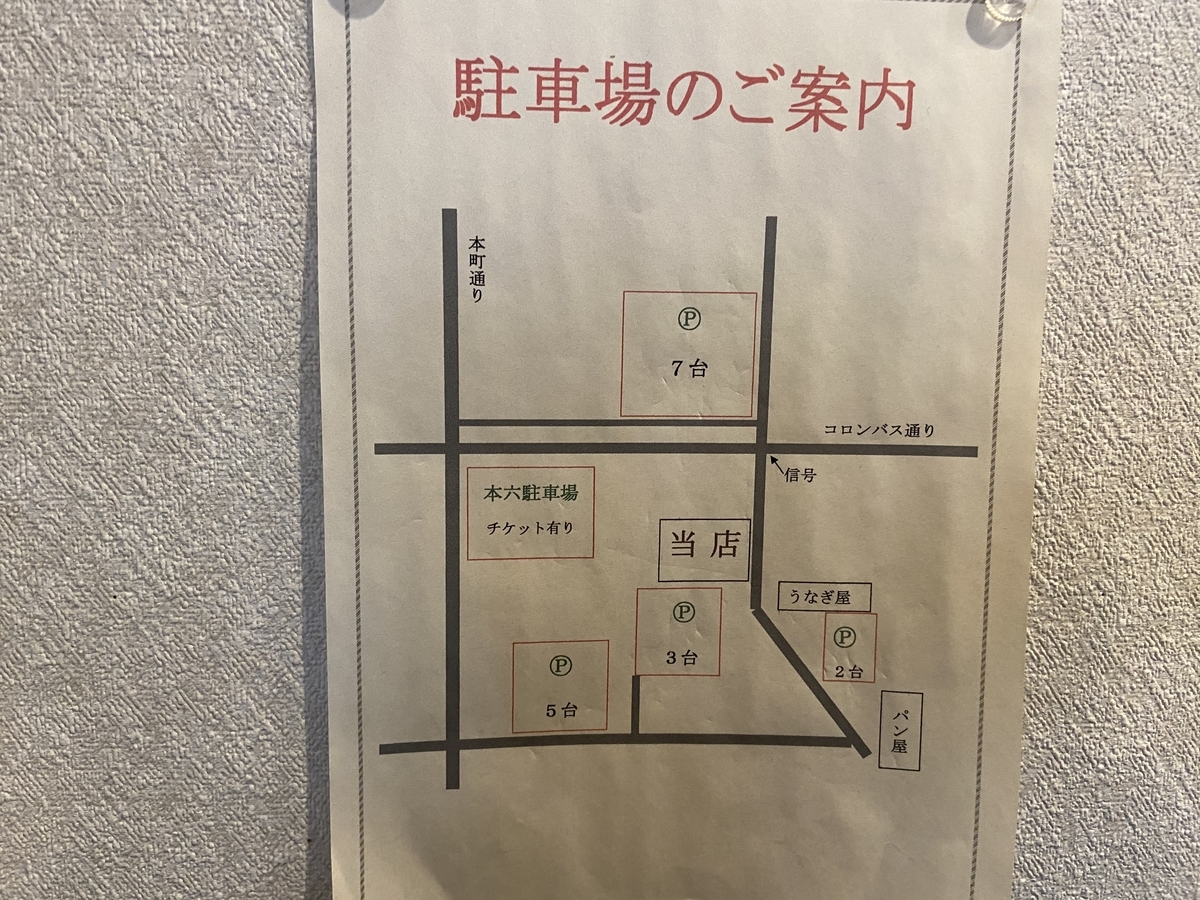 駐車場のご案内
本町通り
Ⓟ
7台
コロンバス通り
信号
本六駐車場
チケット有り
当店
うなぎ屋
Ⓟ
3台
Ⓟ
2台
Ⓟ
5台
パン屋